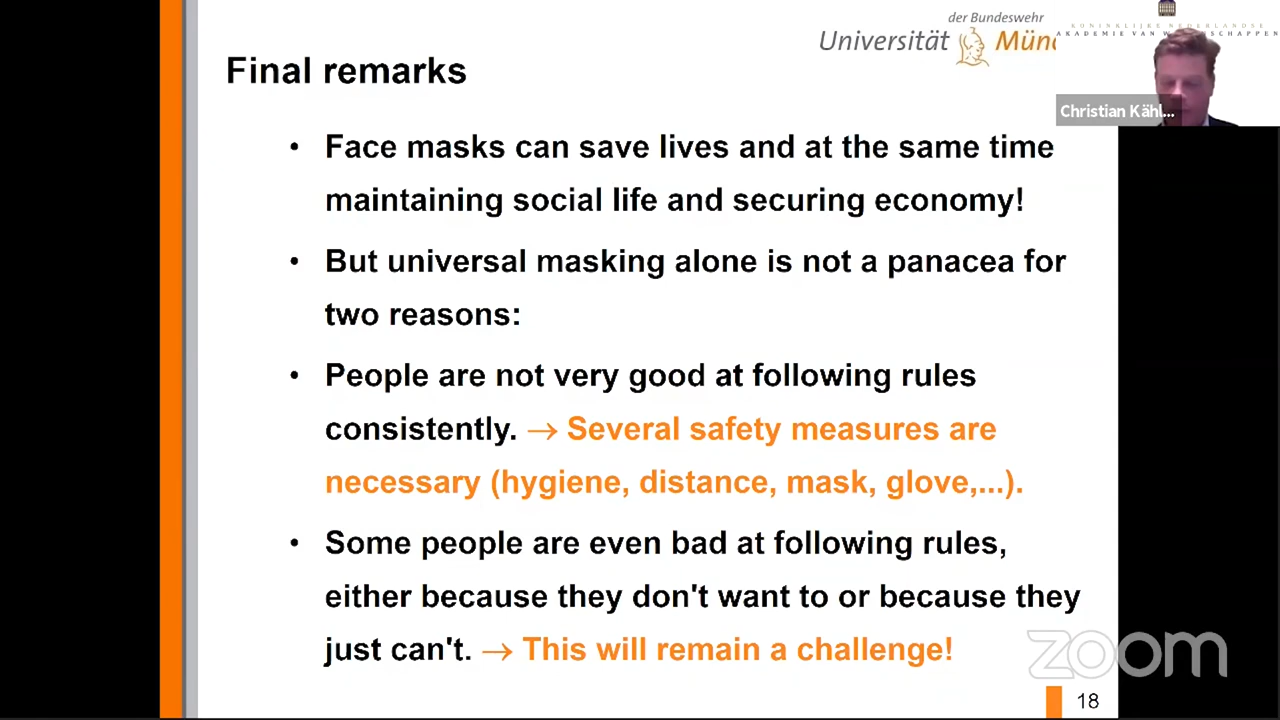 der Bundeswehr
Universität Münc
KONINKLIJKE NEDERLANDSE
AKADEMIE VAN W SCHAPPEN
Final remarks
Christian Kähl...
• Face masks can save lives and at the same time
maintaining social life and securing economy!
• But universal masking alone is not a panacea for
two reasons:
• People are not very good at following rules
consistently. → Several safety measures are
necessary (hygiene, distance, mask, glove,...).
• Some people are even bad at following rules,
either because they don't want to or because they
just can't. → This will remain a challenge!
zoom
18